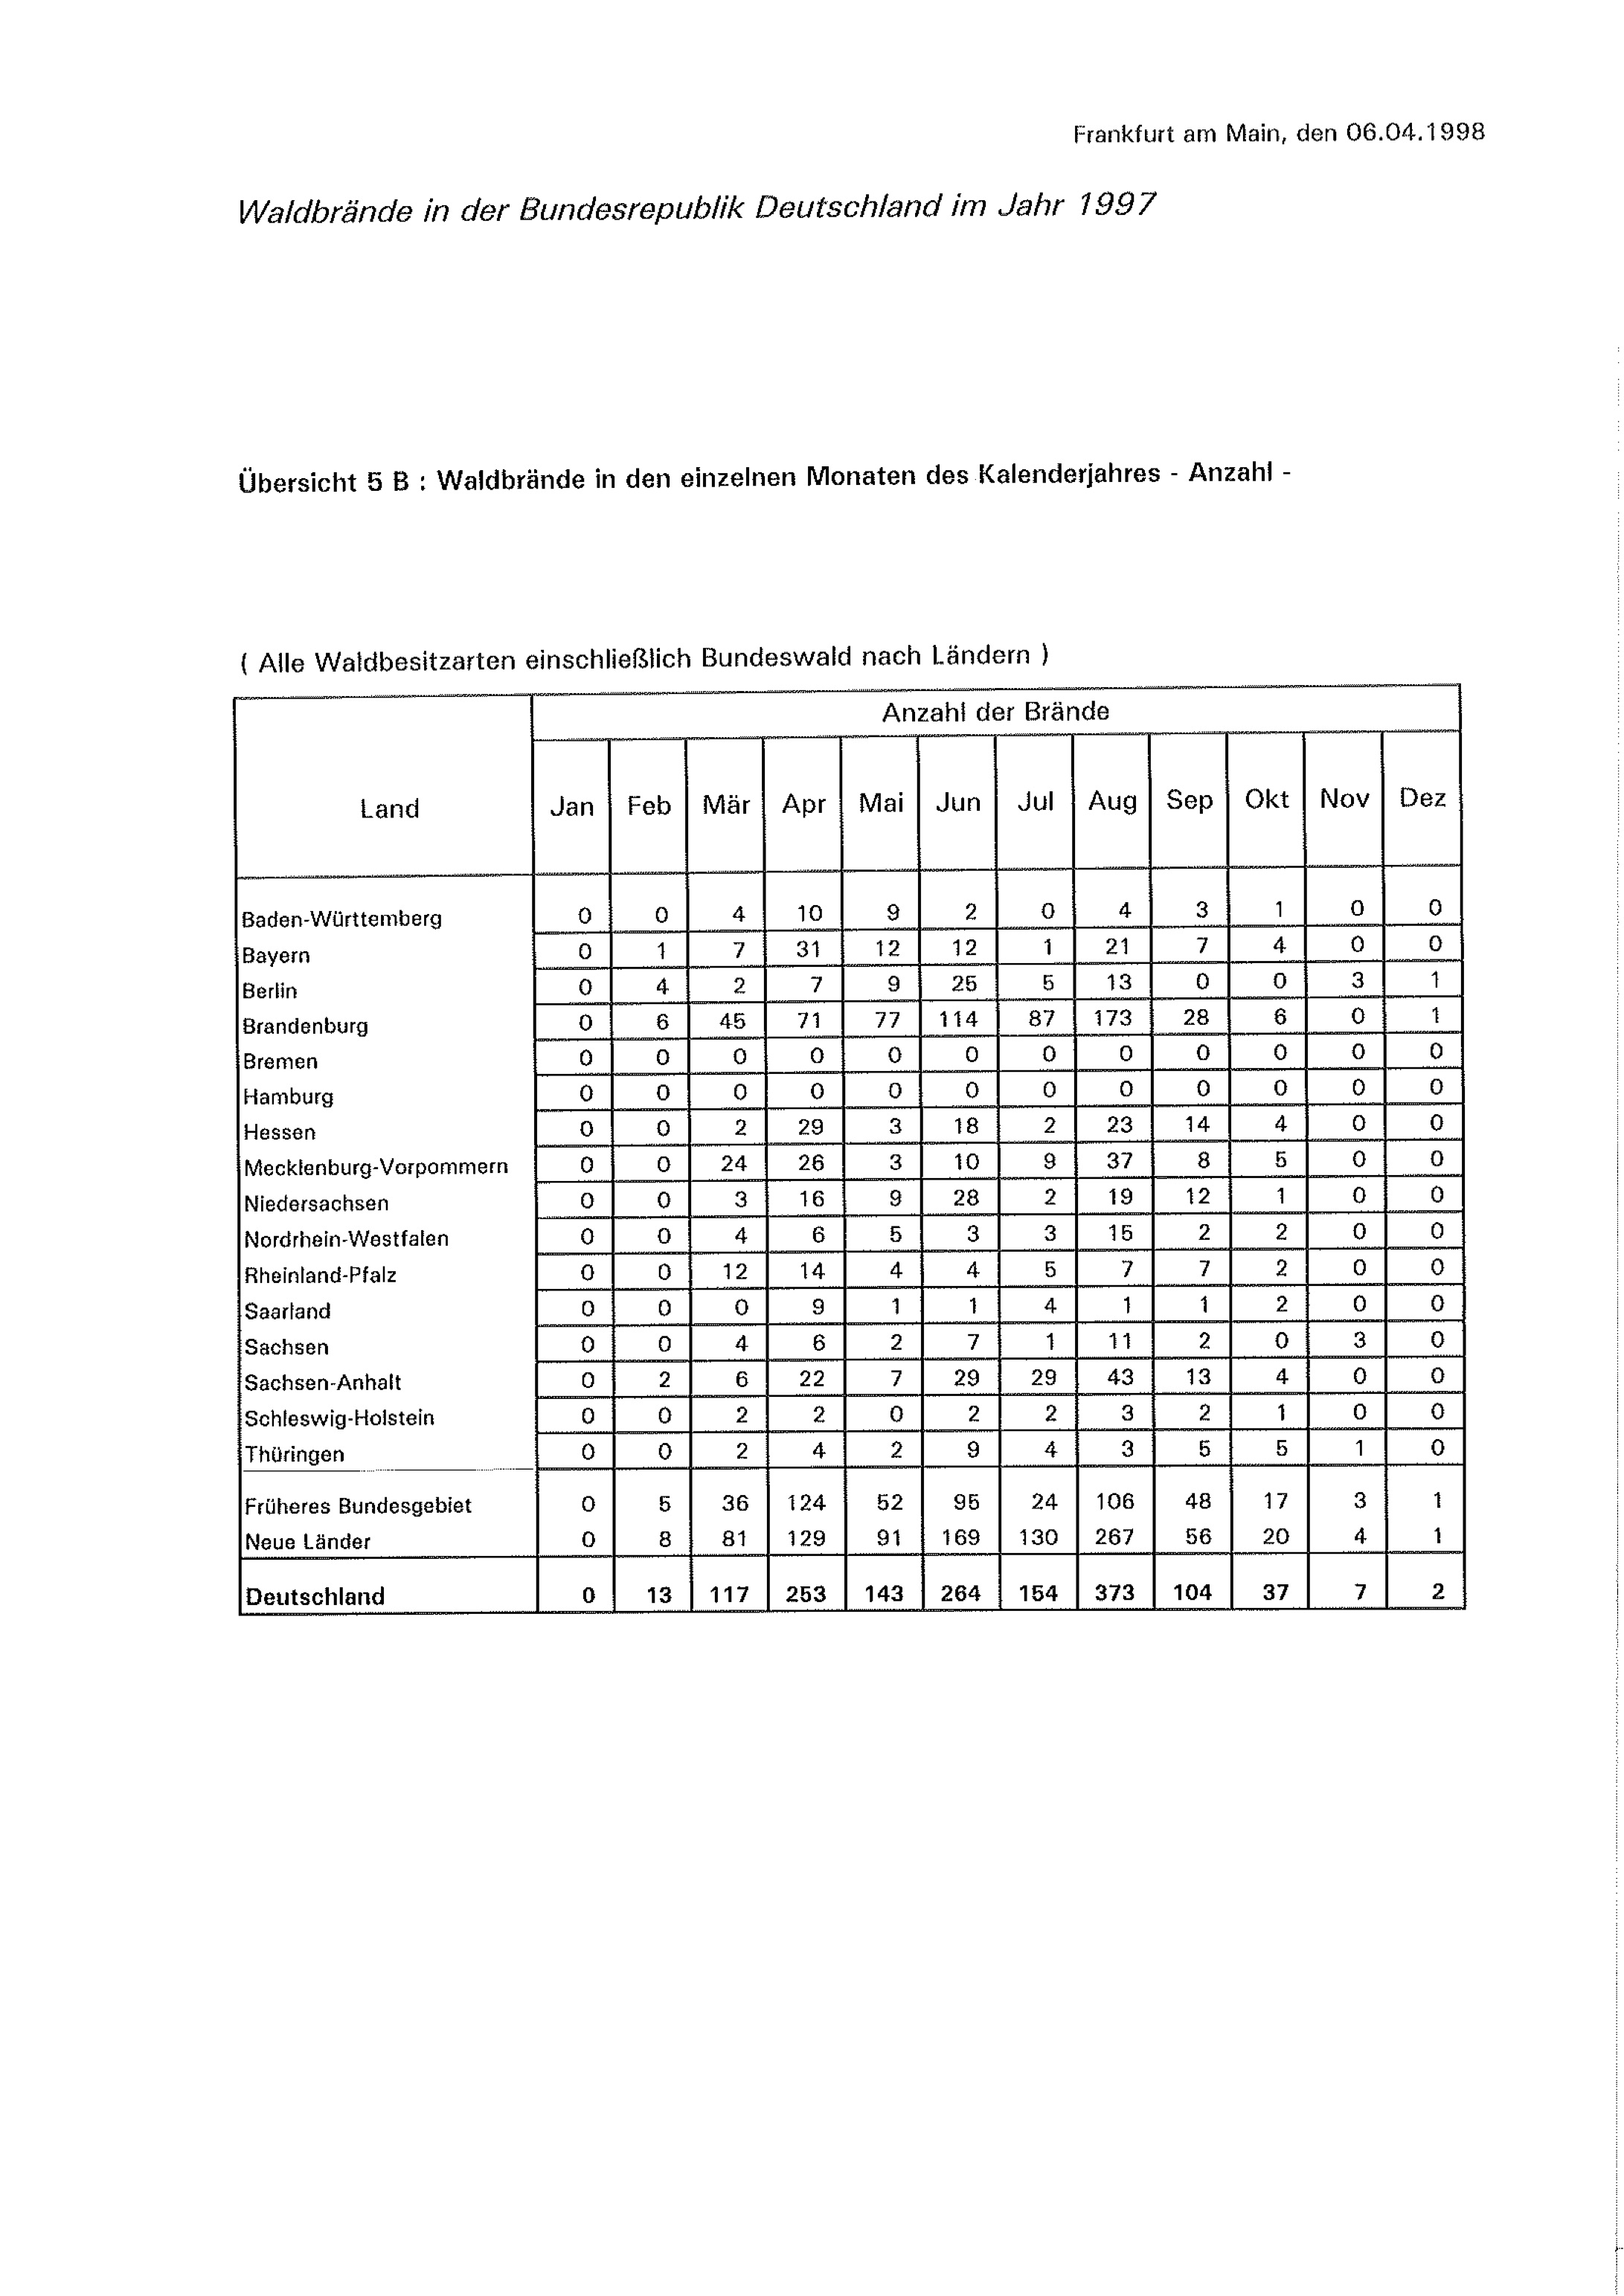 Frankfurt am Main, den 06.04.1998
Waldbrände in der Bundesrepublik Deutschland im Jahr 1997
Übersicht 5 B : Waldbrände in den einzelnen Monaten des Kalenderjahres - Anzahl -
( Alle Waldbesitzarten einschließlich Bundeswald nach Ländern )
Anzahl der Brände
Land Jan Feb Mär Apr Mai Jun Jul Aug Sep Okt Nov Dez
Baden-Württemberg 0 0 4 10 9 2 0 4 3 1 0 0
Bayern 0 1 7 31 12 12 1 21 7 4 0 0
Berlin 0 4 2 7 9 25 5 13 0 0 3 1
Brandenburg 0 6 45 71 77 114 87 173 28 6 0 1
Bremen 0 0 0 0 0 0 0 0 0 0 0 0
Hamburg 0 0 0 0 0 0 0 0 0 0 0 0
Hessen 0 0 2 29 3 18 2 23 14 4 0 0
Mecklenburg-Vorpommern 0 0 24 26 3 10 9 37 8 5 0 0
Niedersachsen 0 0 3 16 9 28 2 19 12 1 0 0
Nordrhein-Westfalen 0 0 4 6 5 3 3 15 2 2 0 0
Rheinland-Pfalz 0 0 12 14 4 4 5 7 7 2 0 0
Saarland 0 0 0 9 1 1 4 1 1 2 0 0
Sachsen 0 0 4 6 2 7 1 11 2 0 3 0
Sachsen-Anhalt 0 2 6 22 7 29 29 43 13 4 0 0
Schleswig-Holstein 0 0 2 2 0 2 2 3 2 1 0 0
Thüringen 0 0 2 4 2 9 4 3 5 5 1 0
Früheres Bundesgebiet 0 5 36 124 52 95 24 106 48 17 3 1
Neue Länder 0 8 81 129 91 169 130 267 56 20 4 1
Deutschland 0 13 117 253 143 264 154 373 104 37 7 2